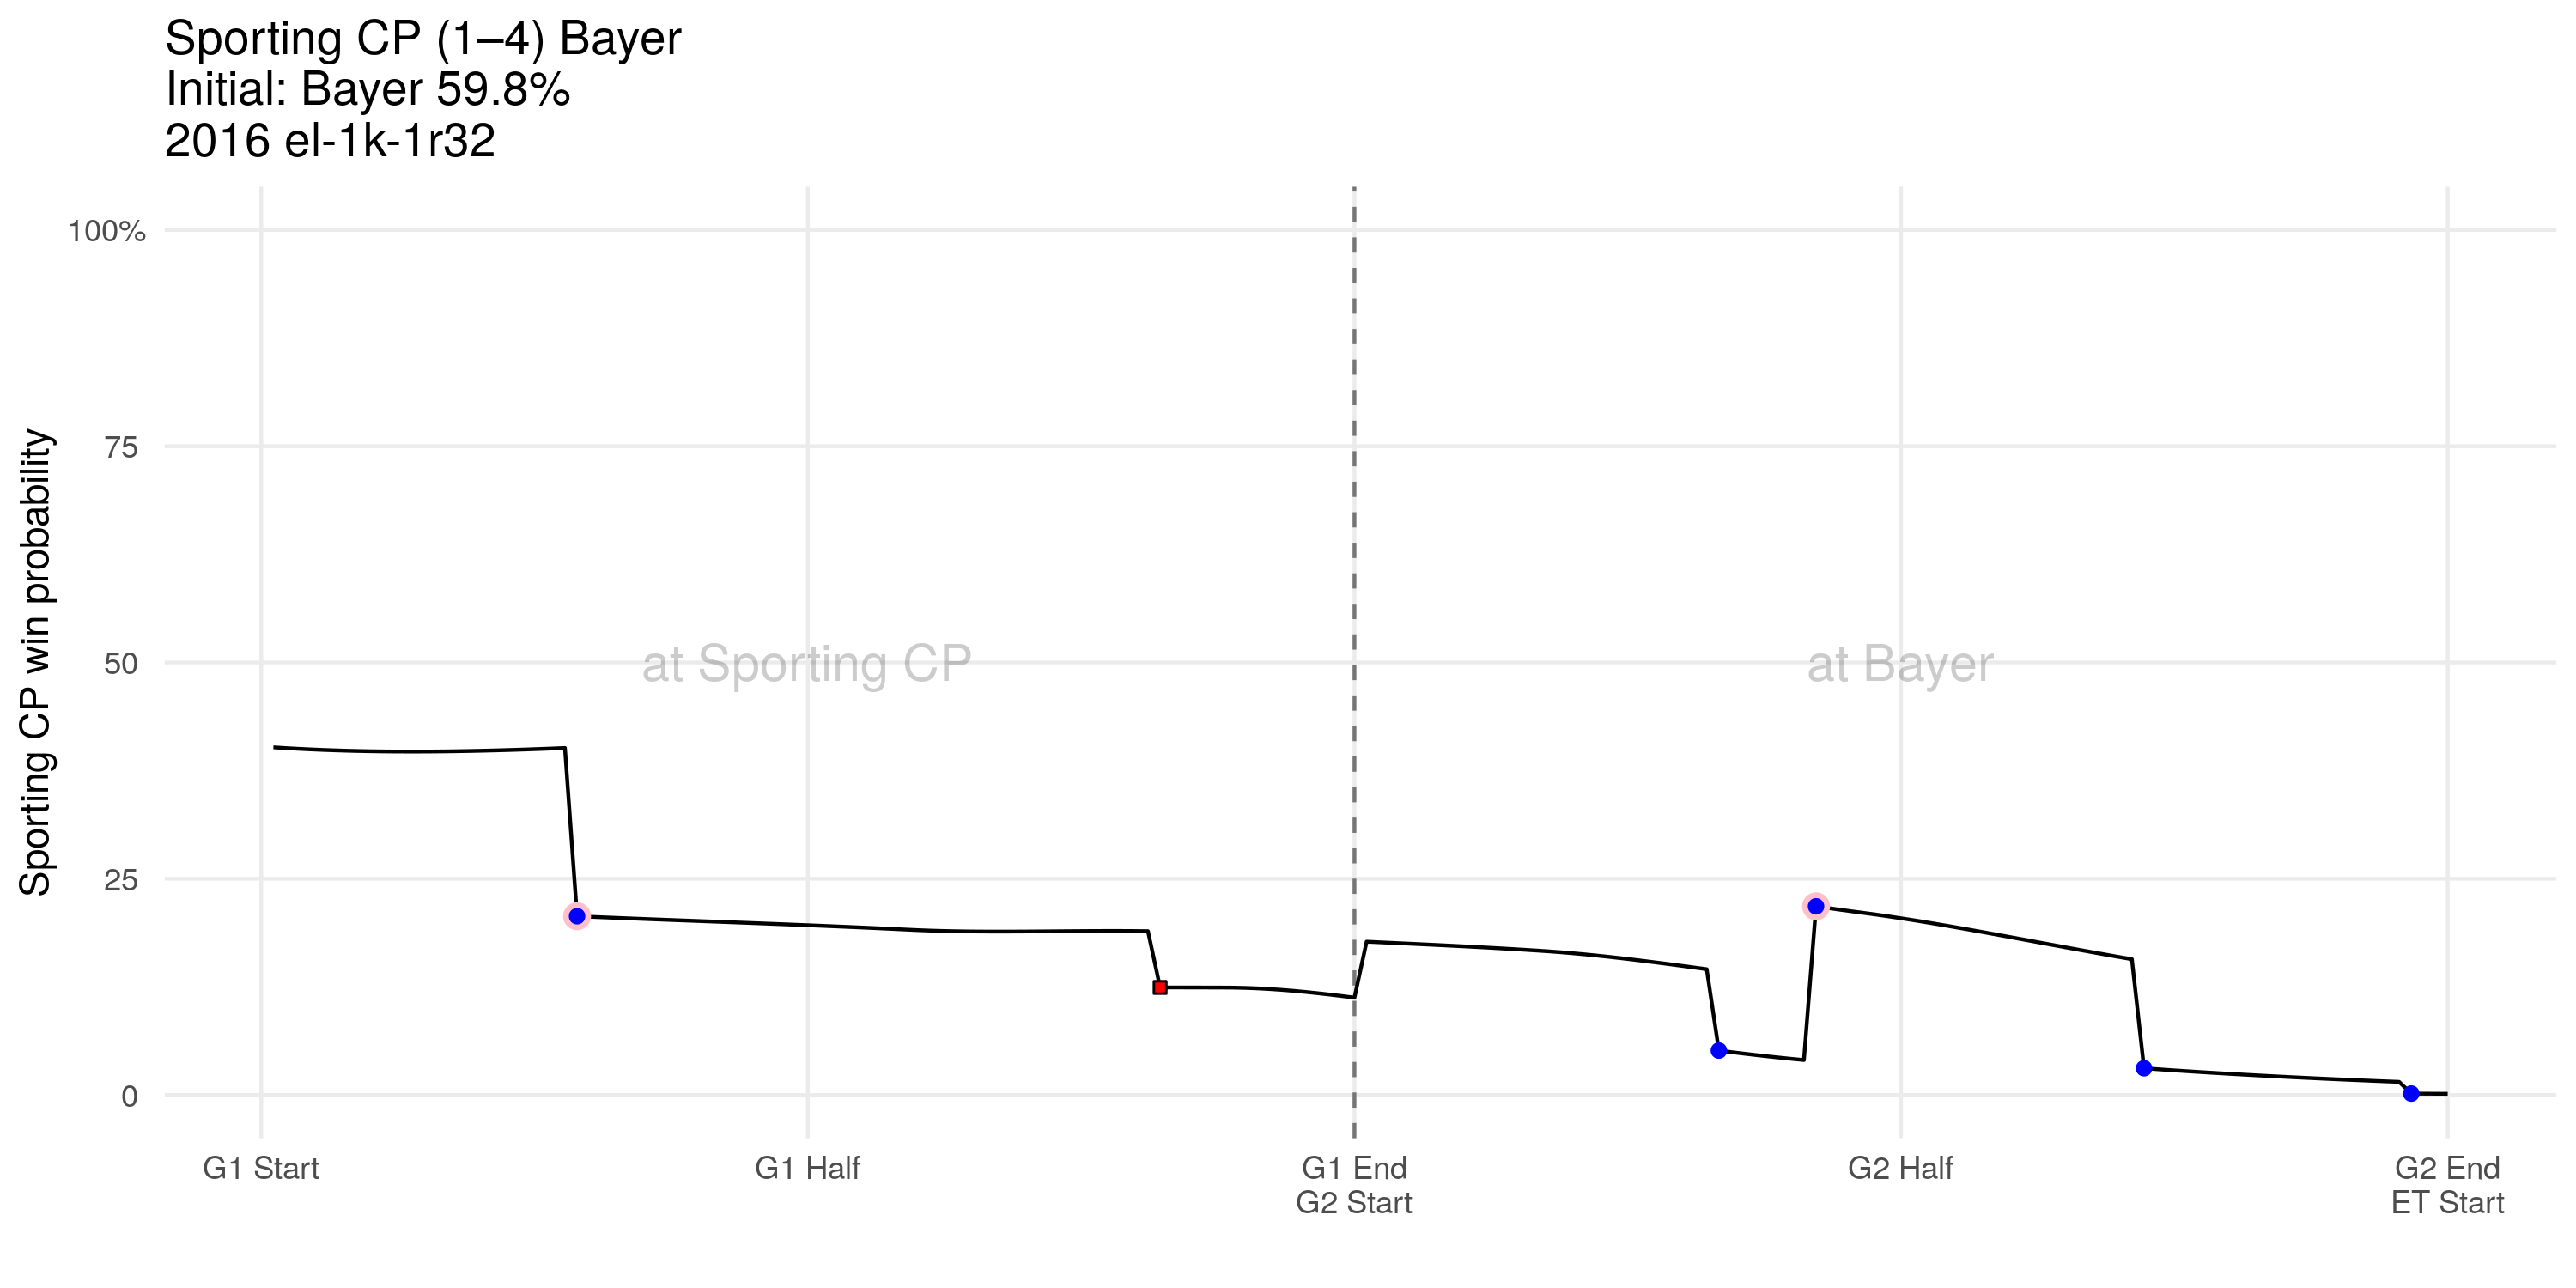 Sporting CP (1–4) Bayer
Initial: Bayer 59.8%
2016 el-1k-1r32
Sporting CP win probability
100%
75
50
25
0
at Sporting CP
at Bayer
G1 Start
G1 Half
G1 End
G2 Start
G2 Half
G2 End
ET Start